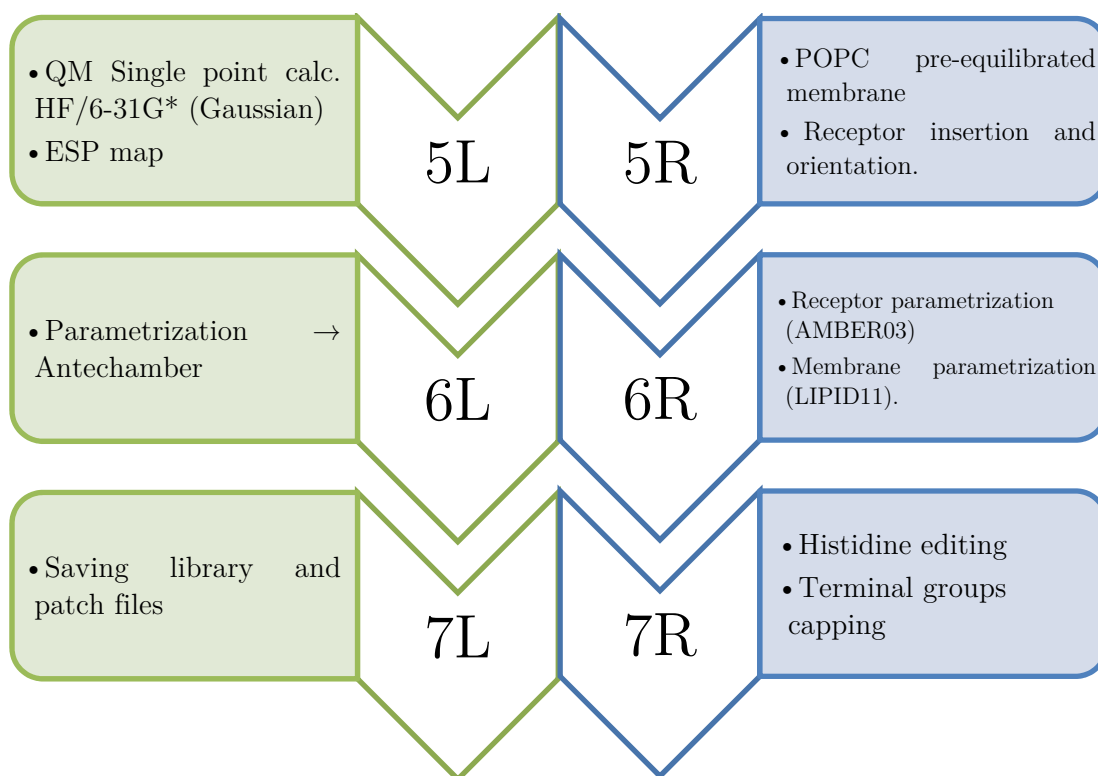 • QM Single point calc.
HF/6-31G* (Gaussian)
• ESP map
5L
5R
• POPC pre-equilibrated
membrane
• Receptor insertion and
orientation.
• Parametrization →
Antechamber
6L
6R
• Receptor parametrization
(AMBER03)
• Membrane parametrization
(LIPID11).
• Saving library and
patch files
7L
7R
• Histidine editing
• Terminal groups
capping